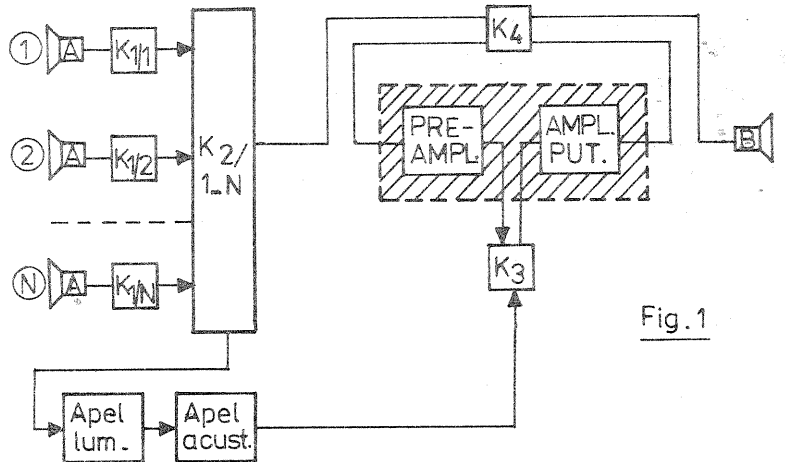 1
A
K1/1
2
A
K1/2
N
A
K1/N
K2/
1-N
K4
PRE-
AMPL.
AMPL.
PUT.
B
K3
Apel
lum.
Apel
acust.
Fig.1